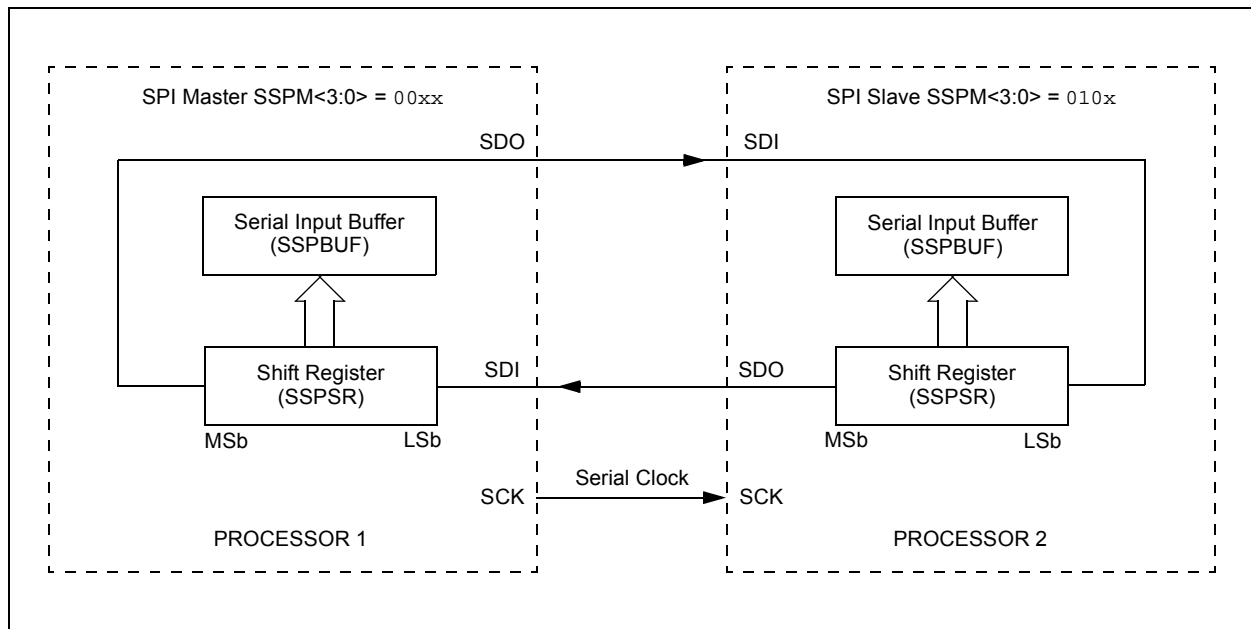 SPI Master SSPM<3:0> = 00xx
SDO
Serial Input Buffer
(SSPBUF)
Shift Register
(SSPSR)
MSb
LSb
SDI
SCK
PROCESSOR 1
Serial Clock
SPI Slave SSPM<3:0> = 010x
SDI
Serial Input Buffer
(SSPBUF)
SDO
Shift Register
(SSPSR)
MSb
LSb
SCK
PROCESSOR 2